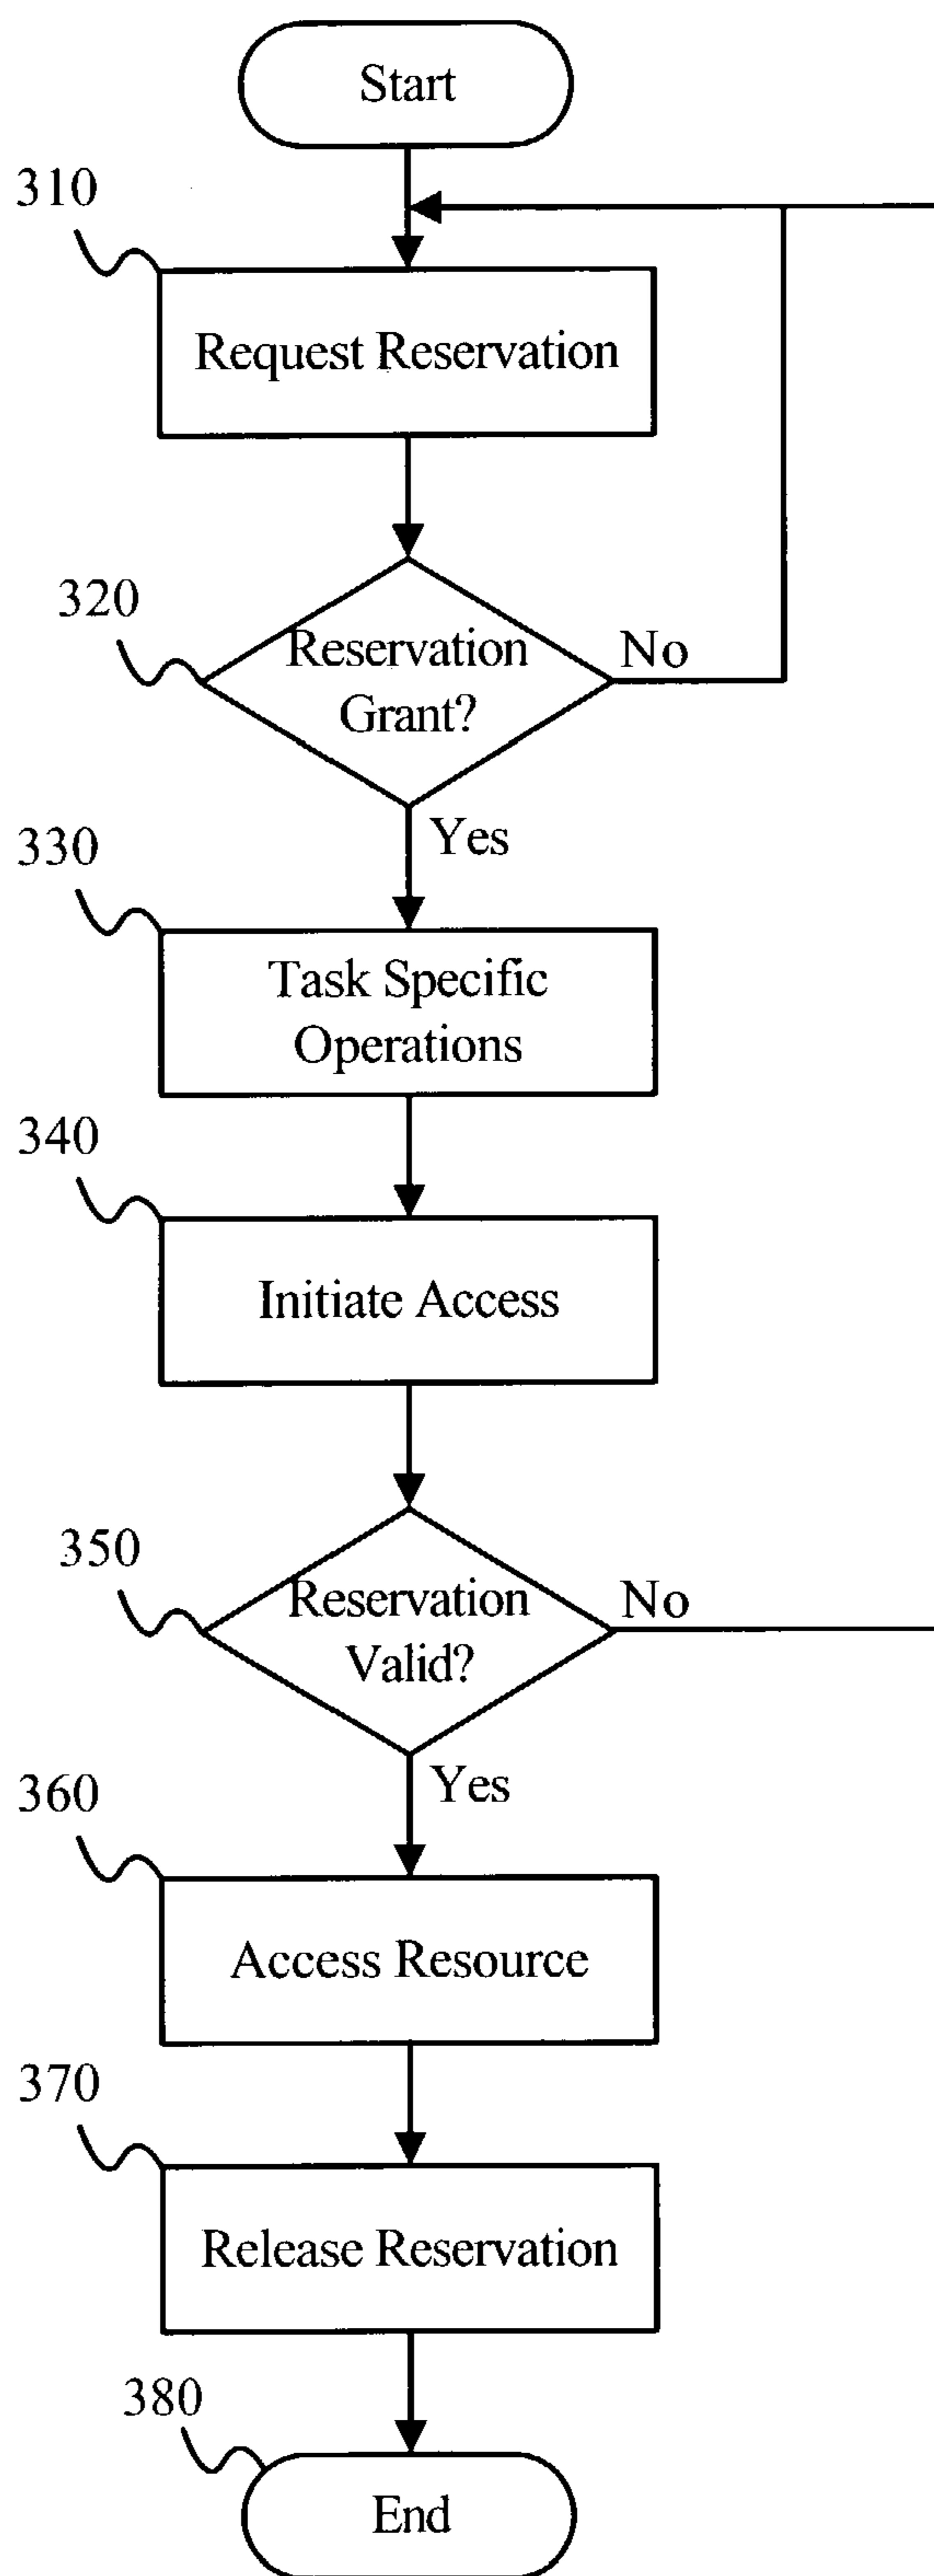 Start
310
Request Reservation
320
Reservation
Grant?
No
Yes
330
Task Specific
Operations
340
Initiate Access
350
Reservation
Valid?
No
Yes
360
Access Resource
370
Release Reservation
380
End